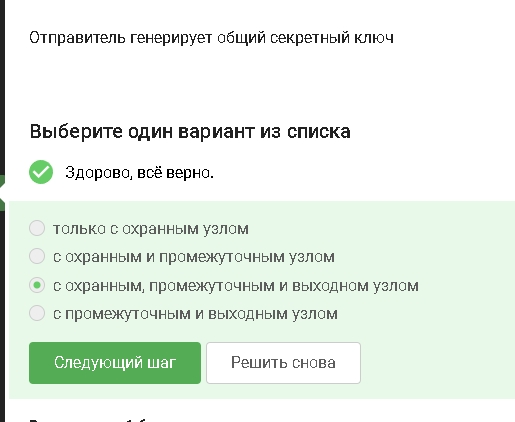 Отправитель генерирует общий секретный ключ
Выберите один вариант из списка
Здорово, всё верно.
только с охранным узлом
с охранным и промежуточным узлом
с охранным, промежуточным и выходном узлом
с промежуточным и выходным узлом
Следующий шаг
Решить снова